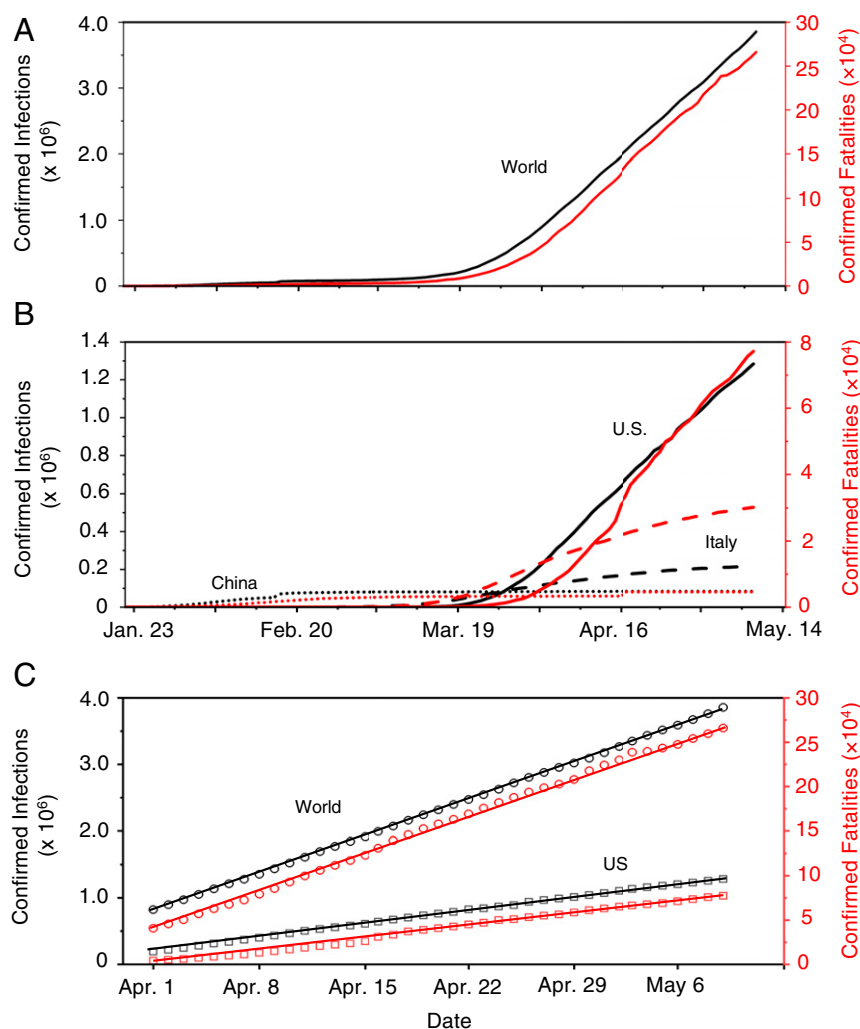 A
Confirmed Infections
(x 10⁶)
4.0
3.0
2.0
1.0
0
World
30
25
20
15
10
5
0
Confirmed Fatalities (×10⁴)
B
Confirmed Infections
(x 10⁶)
1.4
1.2
1.0
0.8
0.6
0.4
0.2
0
U.S.
Italy
China
8
6
4
2
0
Confirmed Fatalities (×10⁴)
Jan. 23 Feb. 20 Mar. 19 Apr. 16 May. 14
C
Confirmed Infections
(x 10⁶)
4.0
3.0
2.0
1.0
0
World
US
30
25
20
15
10
5
0
Confirmed Fatalities (×10⁴)
Apr. 1 Apr. 8 Apr. 15 Apr. 22 Apr. 29 May 6
Date